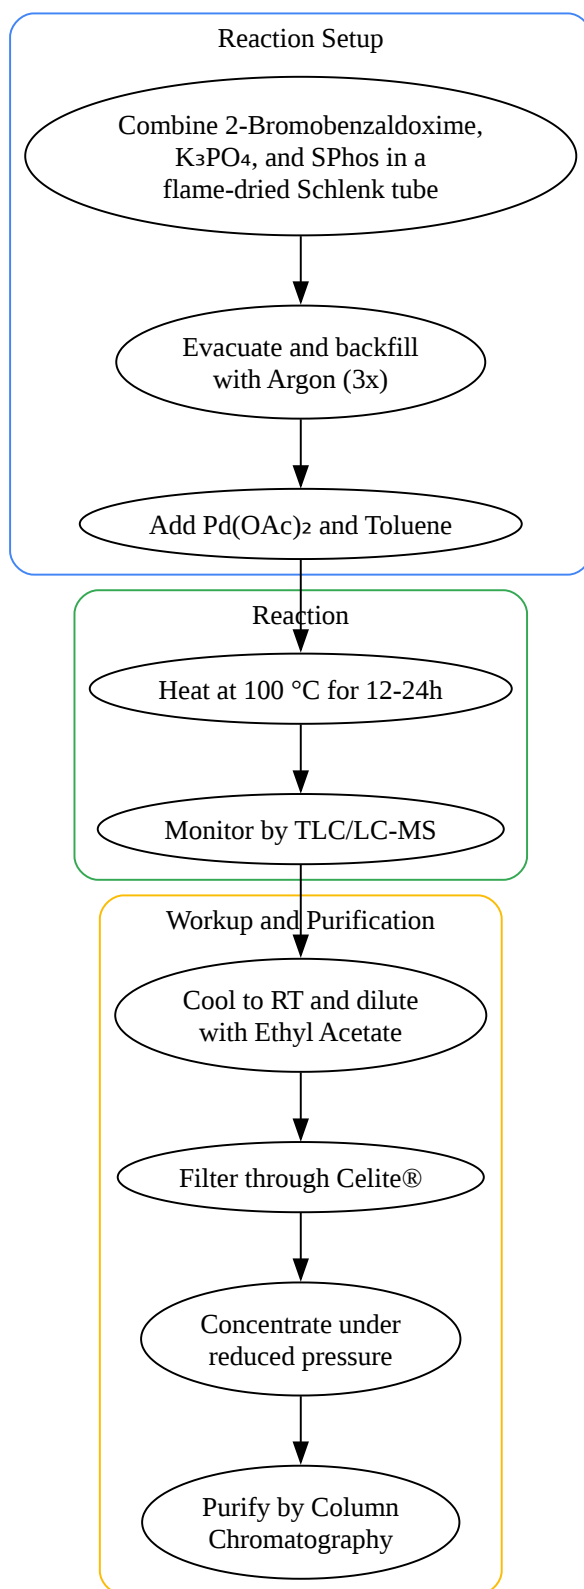 Reaction Setup
Combine 2-Bromobenzaldoxime,
K₃PO₄, and SPhos in a
flame-dried Schlenk tube
Evacuate and backfill
with Argon (3x)
Add Pd(OAc)₂ and Toluene
Reaction
Heat at 100 °C for 12-24h
Monitor by TLC/LC-MS
Workup and Purification
Cool to RT and dilute
with Ethyl Acetate
Filter through Celite®
Concentrate under
reduced pressure
Purify by Column
Chromatography